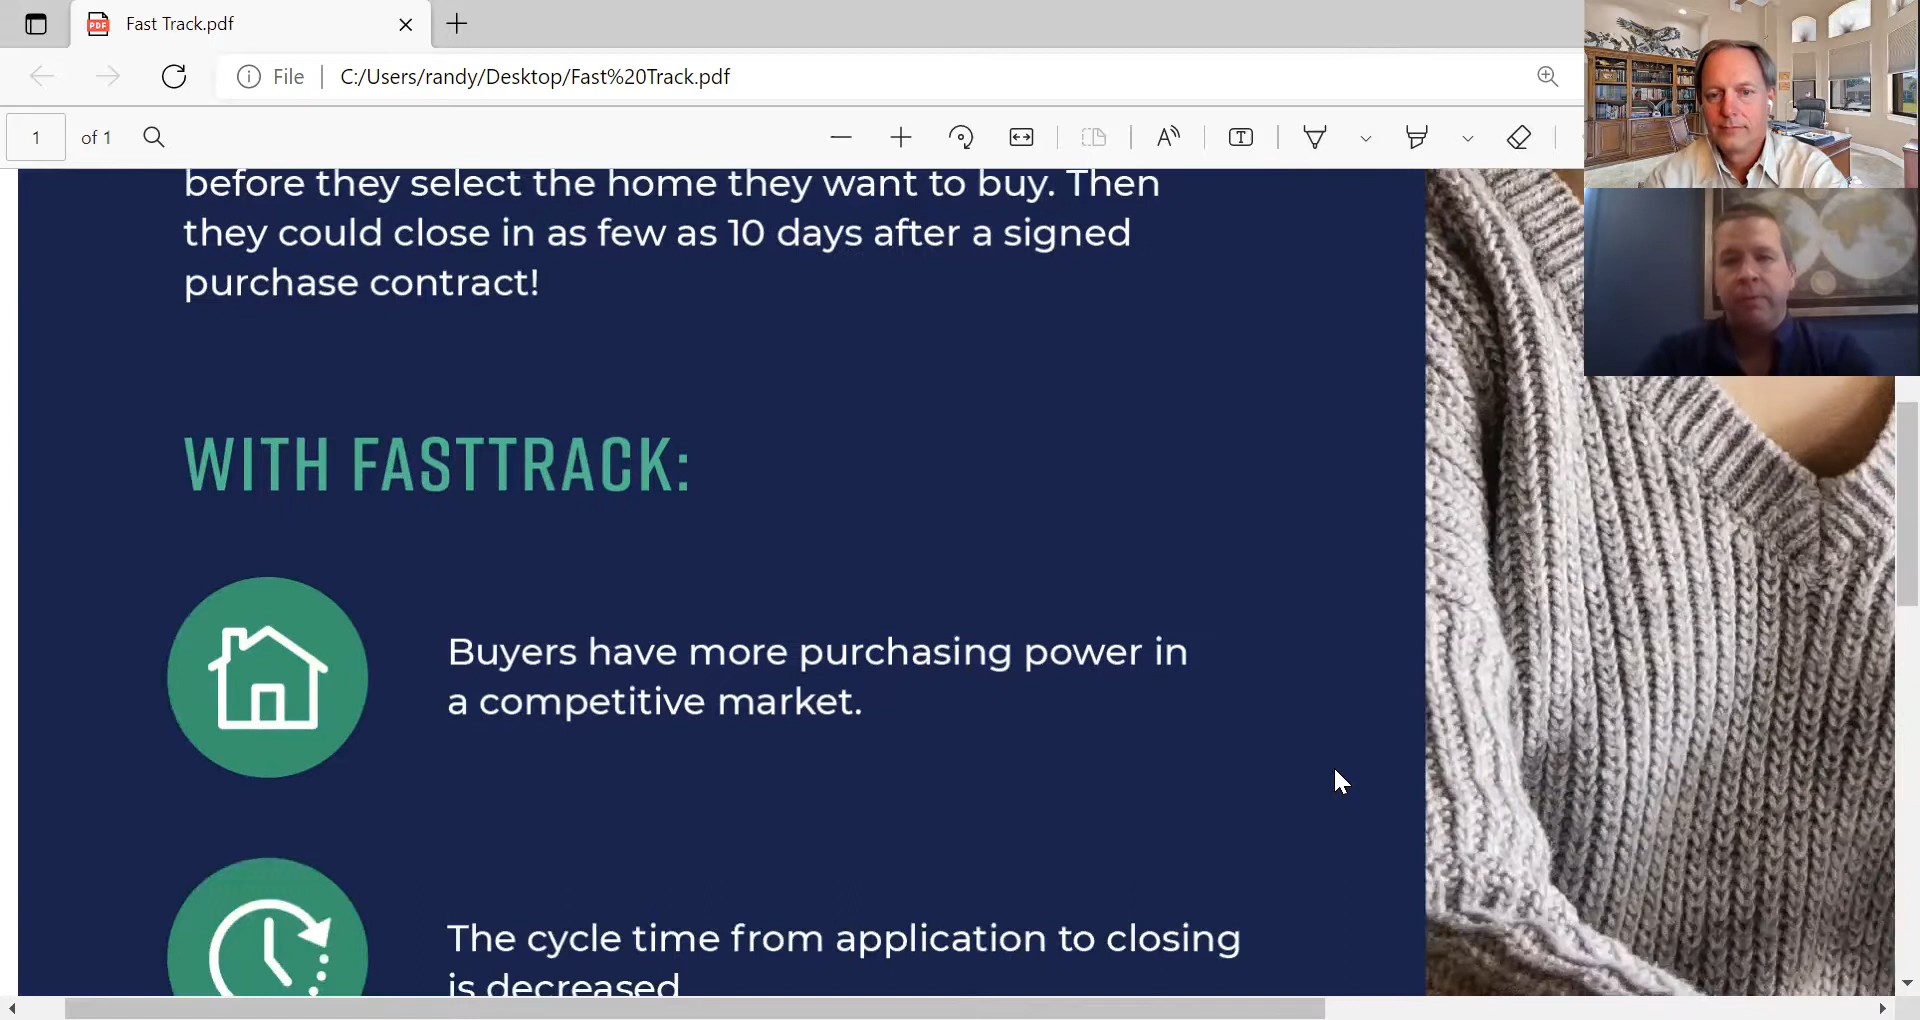 Fast Track.pdf
File | C:/Users/randy/Desktop/Fast%20Track.pdf
1 of 1
before they select the home they want to buy. Then
they could close in as few as 10 days after a signed
purchase contract!
WITH FASTTRACK:
Buyers have more purchasing power in
a competitive market.
The cycle time from application to closing
is decreased